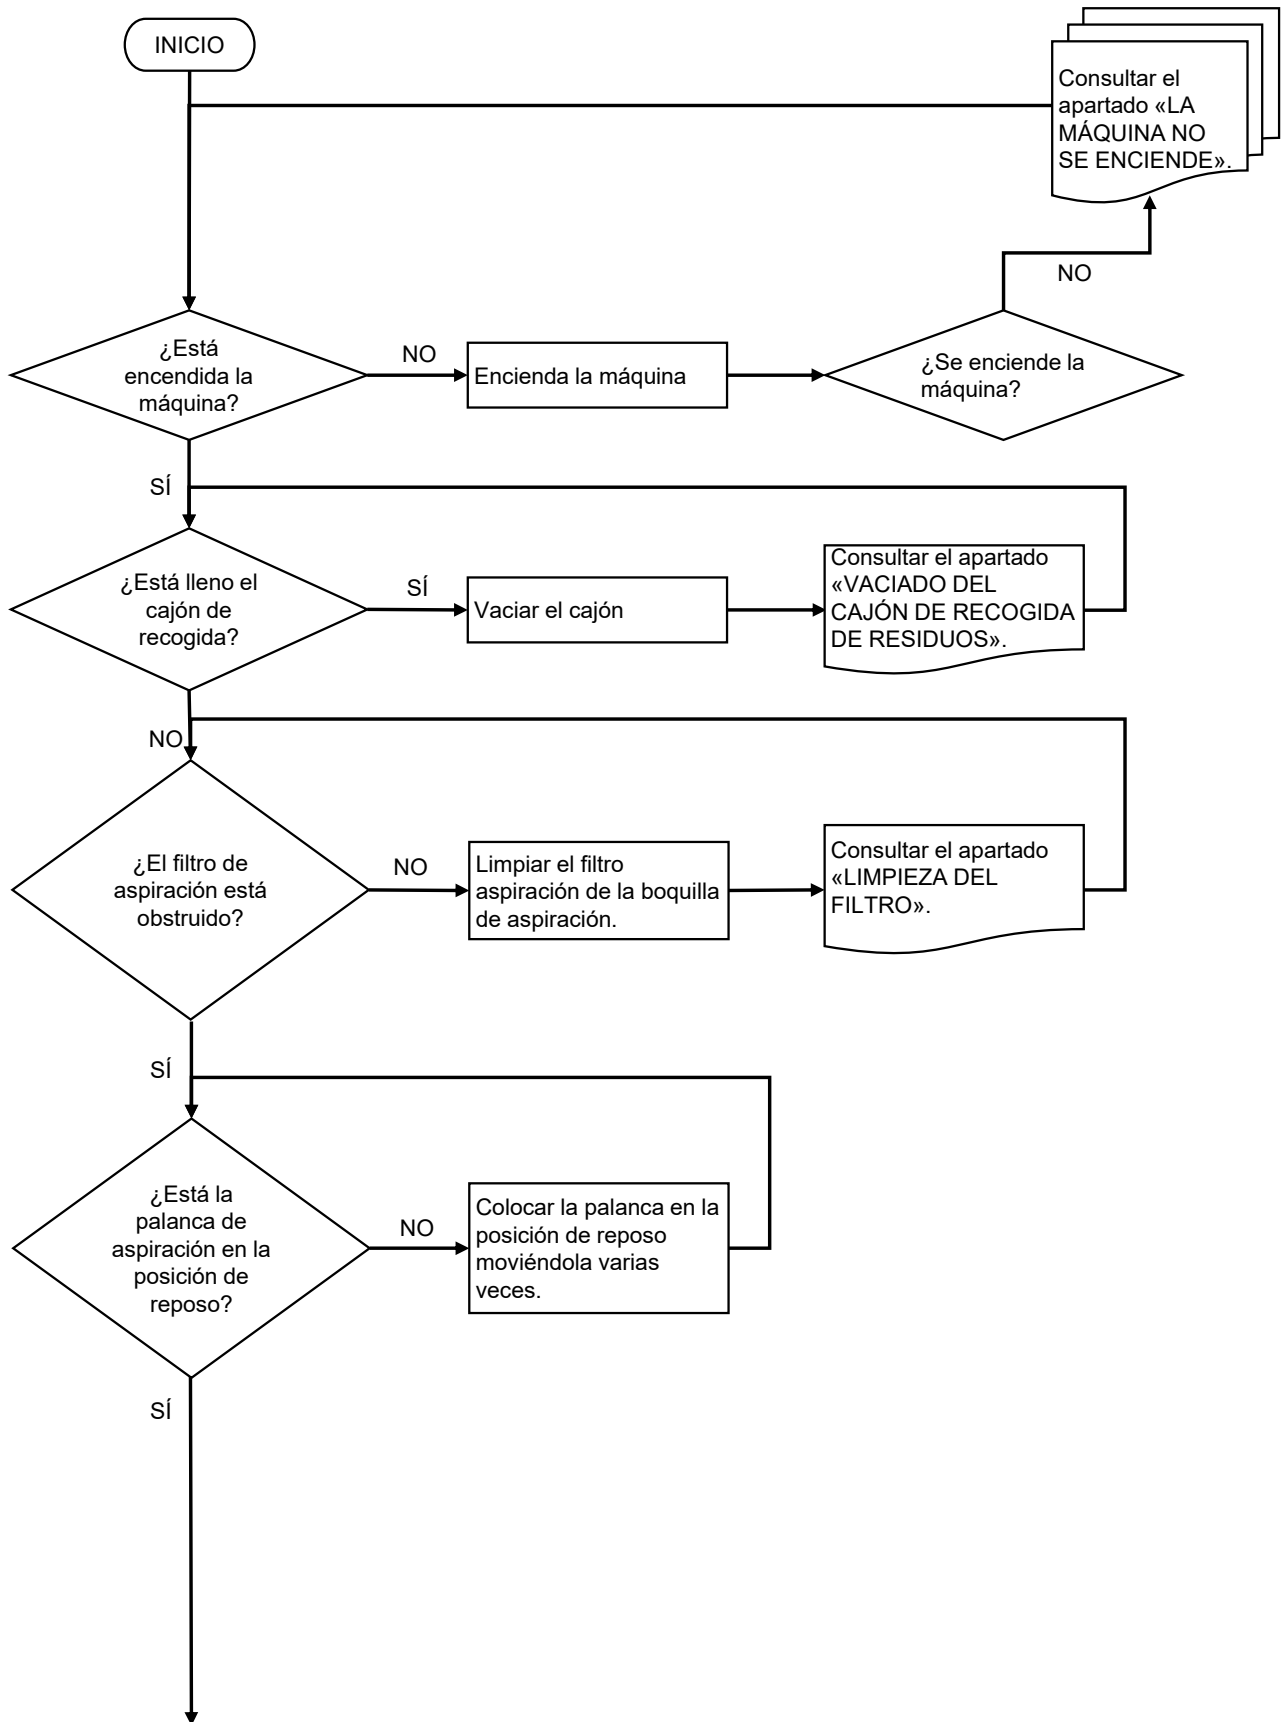 INICIO
Consultar el
apartado «LA
MÁQUINA NO
SE ENCIENDE».
NO
¿Está
encendida la
máquina?
NO
Encienda la máquina
¿Se enciende la
máquina?
SÍ
¿Está lleno el
cajón de
recogida?
SÍ
Vaciar el cajón
Consultar el apartado
«VACIADO DEL
CAJÓN DE RECOGIDA
DE RESIDUOS».
NO
¿El filtro de
aspiración está
obstruido?
NO
Limpiar el filtro
aspiración de la boquilla
de aspiración.
Consultar el apartado
«LIMPIEZA DEL
FILTRO».
SÍ
¿Está la
palanca de
aspiración en la
posición de
reposo?
NO
Colocar la palanca en la
posición de reposo
moviéndola varias
veces.
SÍ